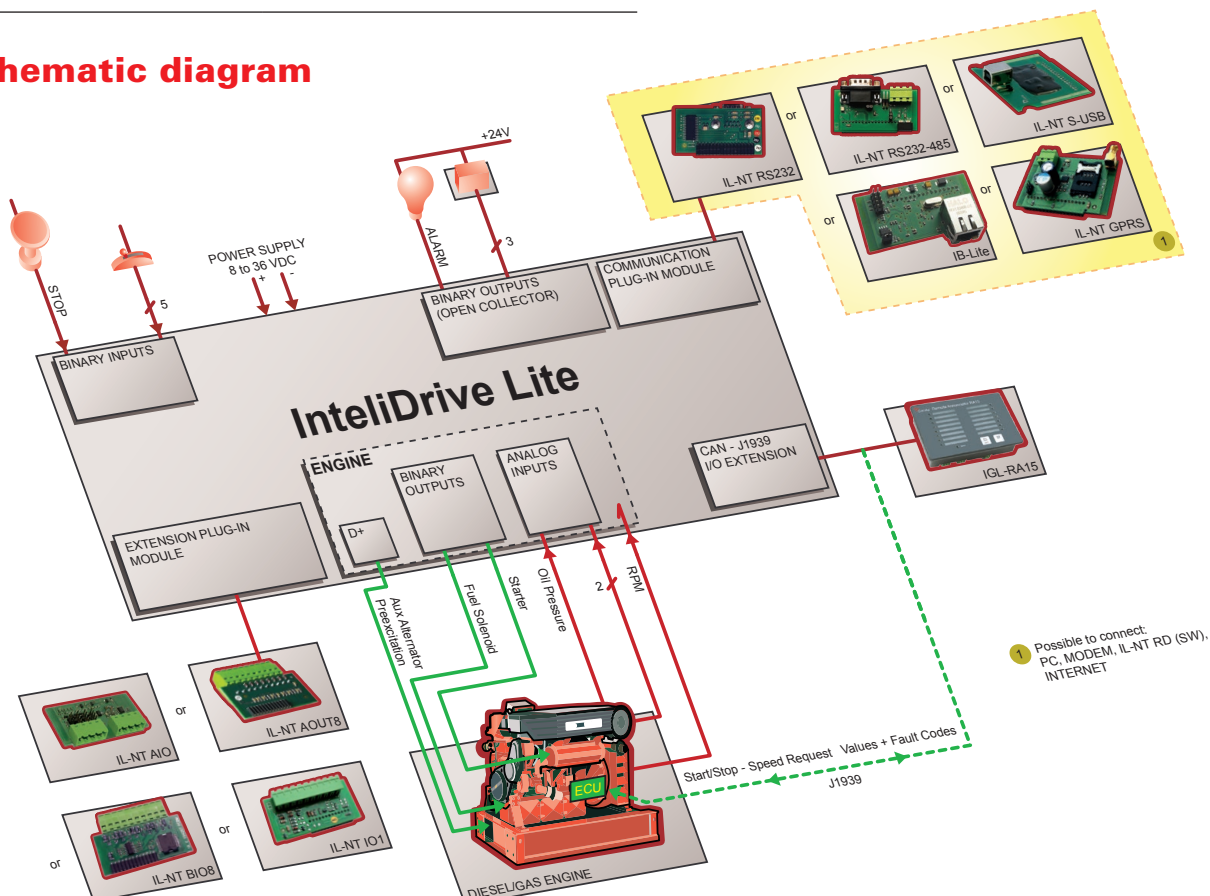 hematic diagram
+24V
STOP
5
POWER SUPPLY
8 to 36 VDC
+ -
ALARM
3
IL-NT RS232
or
IL-NT RS232-485
or
IL-NT S-USB
or
IB-Lite
or
IL-NT GPRS
1
BINARY INPUTS
BINARY OUTPUTS
(OPEN COLLECTOR)
COMMUNICATION
PLUG-IN MODULE
InteliDrive Lite
ENGINE
D+
BINARY
OUTPUTS
ANALOG
INPUTS
CAN - J1939
I/O EXTENSION
IGL-RA15
EXTENSION PLUG-IN
MODULE
Aux Alternator
Preexcitation
Fuel Solenoid
Starter
Oil Pressure
2
RPM
IL-NT AIO
or
IL-NT AOUT8
or
IL-NT BIO8
or
IL-NT IO1
ECU
DIESEL/GAS ENGINE
Start/Stop - Speed Request Values + Fault Codes
J1939
1 Possible to connect:
PC, MODEM, IL-NT RD (SW),
INTERNET